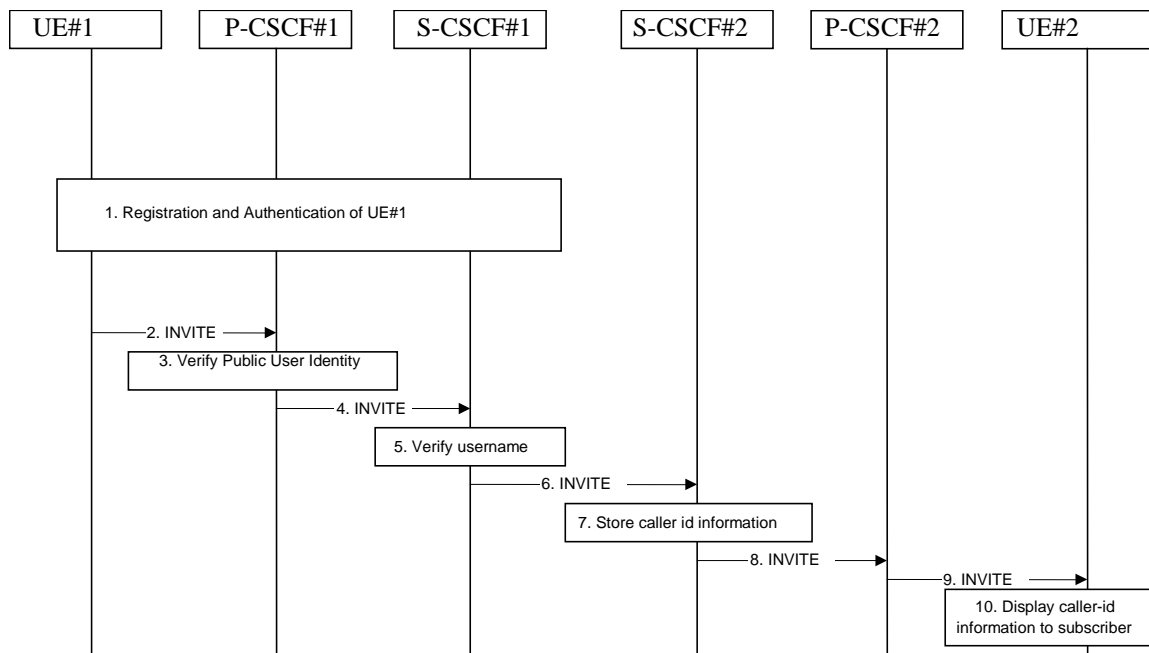 UE#1
P-CSCF#1
S-CSCF#1
S-CSCF#2
P-CSCF#2
UE#2
1. Registration and Authentication of UE#1
2. INVITE
3. Verify Public User Identity
4. INVITE
5. Verify username
6. INVITE
7. Store caller id information
8. INVITE
9. INVITE
10. Display caller-id
information to subscriber